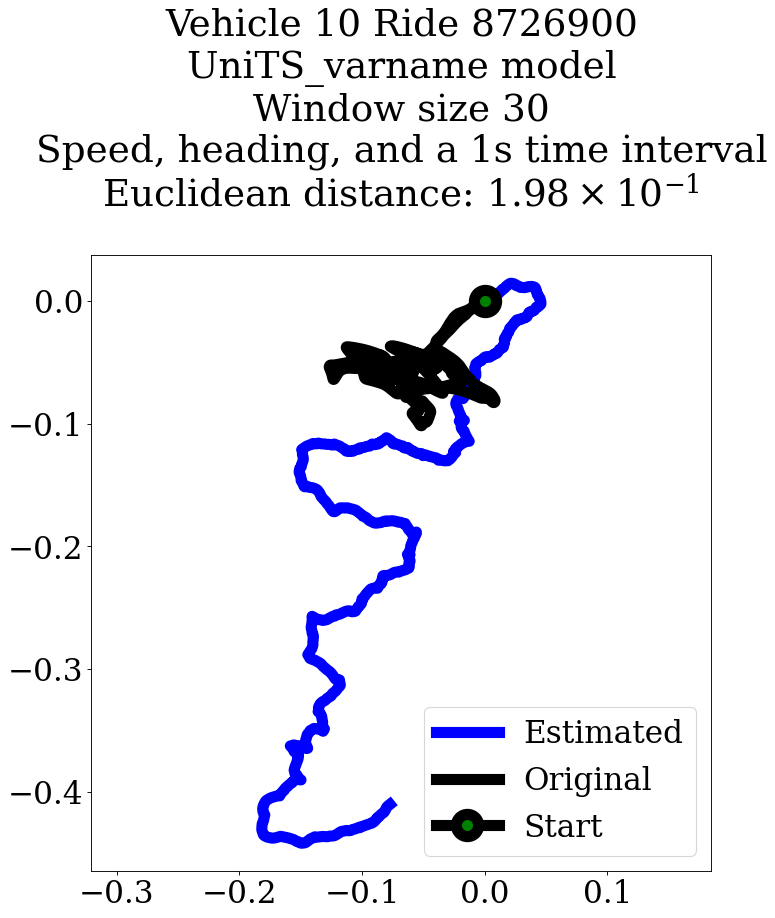 Vehicle 10 Ride 8726900
UniTS_varname model
Window size 30
Speed, heading, and a 1s time interval
Euclidean distance: 1.98 × 10⁻¹
0.0
−0.1
−0.2
−0.3
−0.4
Estimated
Original
Start
−0.3 −0.2 −0.1 0.0 0.1